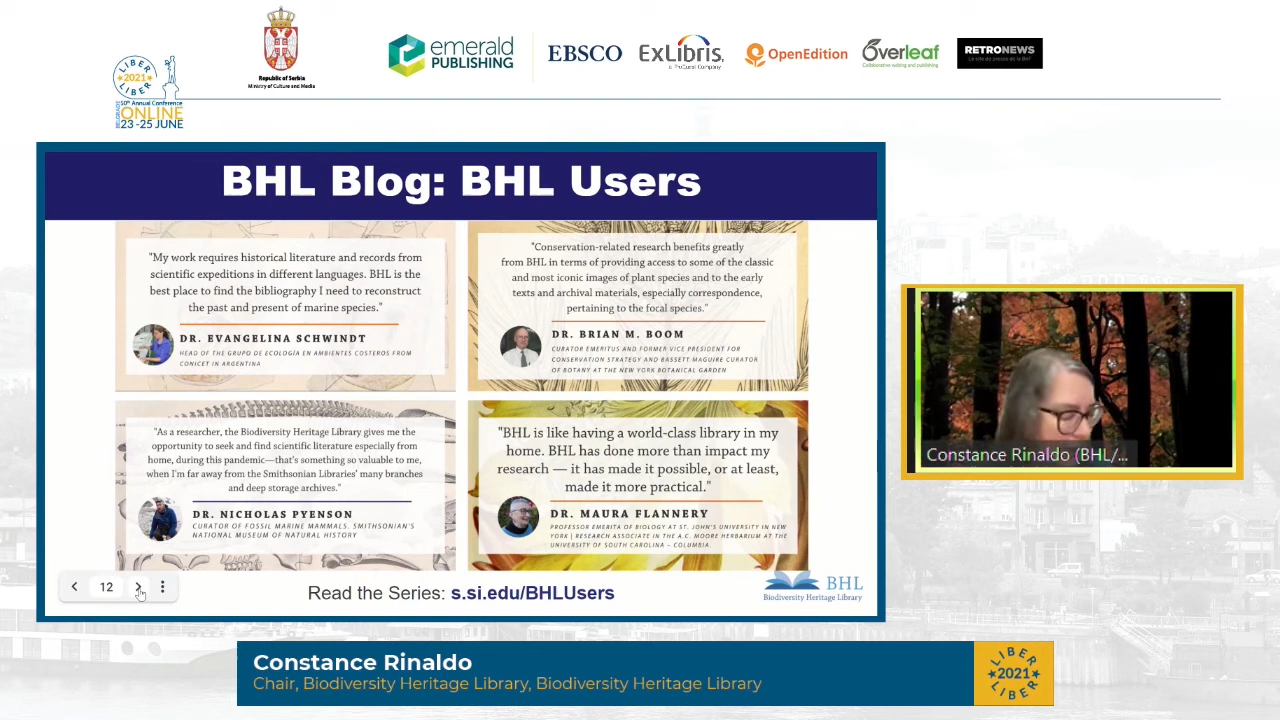 LIBER
2021
LIBER
BELGRADE
50th Annual Conference
ONLINE
23 -25 JUNE
Republic of Serbia
Ministry of Culture and Media
emerald
PUBLISHING
EBSCO
ExLibris
a ProQuest Company
OpenEdition
Overleaf
Collaborative writing and publishing
RETRONEWS
Le site de presse de la BnF
BHL Blog: BHL Users
"My work requires historical literature and records from
scientific expeditions in different languages. BHL is the
best place to find the bibliography I need to reconstruct
the past and present of marine species."
DR. EVANGELINA SCHWINDT
HEAD OF THE GRUPO DE ECOLOGÍA EN AMBIENTES COSTEROS FROM
CONICET IN ARGENTINA
"Conservation-related research benefits greatly
from BHL in terms of providing access to some of the classic
and most iconic images of plant species and to the early
texts and archival materials, especially correspondence,
pertaining to the focal species."
DR. BRIAN M. BOOM
CURATOR EMERITUS AND FORMER VICE PRESIDENT FOR
CONSERVATION STRATEGY AND BASSETT MAGUIRE CURATOR
OF BOTANY AT THE NEW YORK BOTANICAL GARDEN
"As a researcher, the Biodiversity Heritage Library gives me the
opportunity to seek and find scientific literature especially from
home, during this pandemic—that's something so valuable to me,
when I'm far away from the Smithsonian Libraries' many branches
and deep storage archives."
DR. NICHOLAS PYENSON
CURATOR OF FOSSIL MARINE MAMMALS, SMITHSONIAN'S
NATIONAL MUSEUM OF NATURAL HISTORY
"BHL is like having a world-class library in my
home. BHL has done more than impact my
research — it has made it possible, or at least,
made it more practical."
DR. MAURA FLANNERY
PROFESSOR EMERITA OF BIOLOGY AT ST. JOHN'S UNIVERSITY IN NEW
YORK | RESEARCH ASSOCIATE IN THE A.C. MOORE HERBARIUM AT THE
UNIVERSITY OF SOUTH CAROLINA – COLUMBIA.
12
Read the Series: s.si.edu/BHLUsers
BHL
Biodiversity Heritage Library
Constance Rinaldo (BHL/...
Constance Rinaldo
Chair, Biodiversity Heritage Library, Biodiversity Heritage Library
LIBER
2021
LIBER